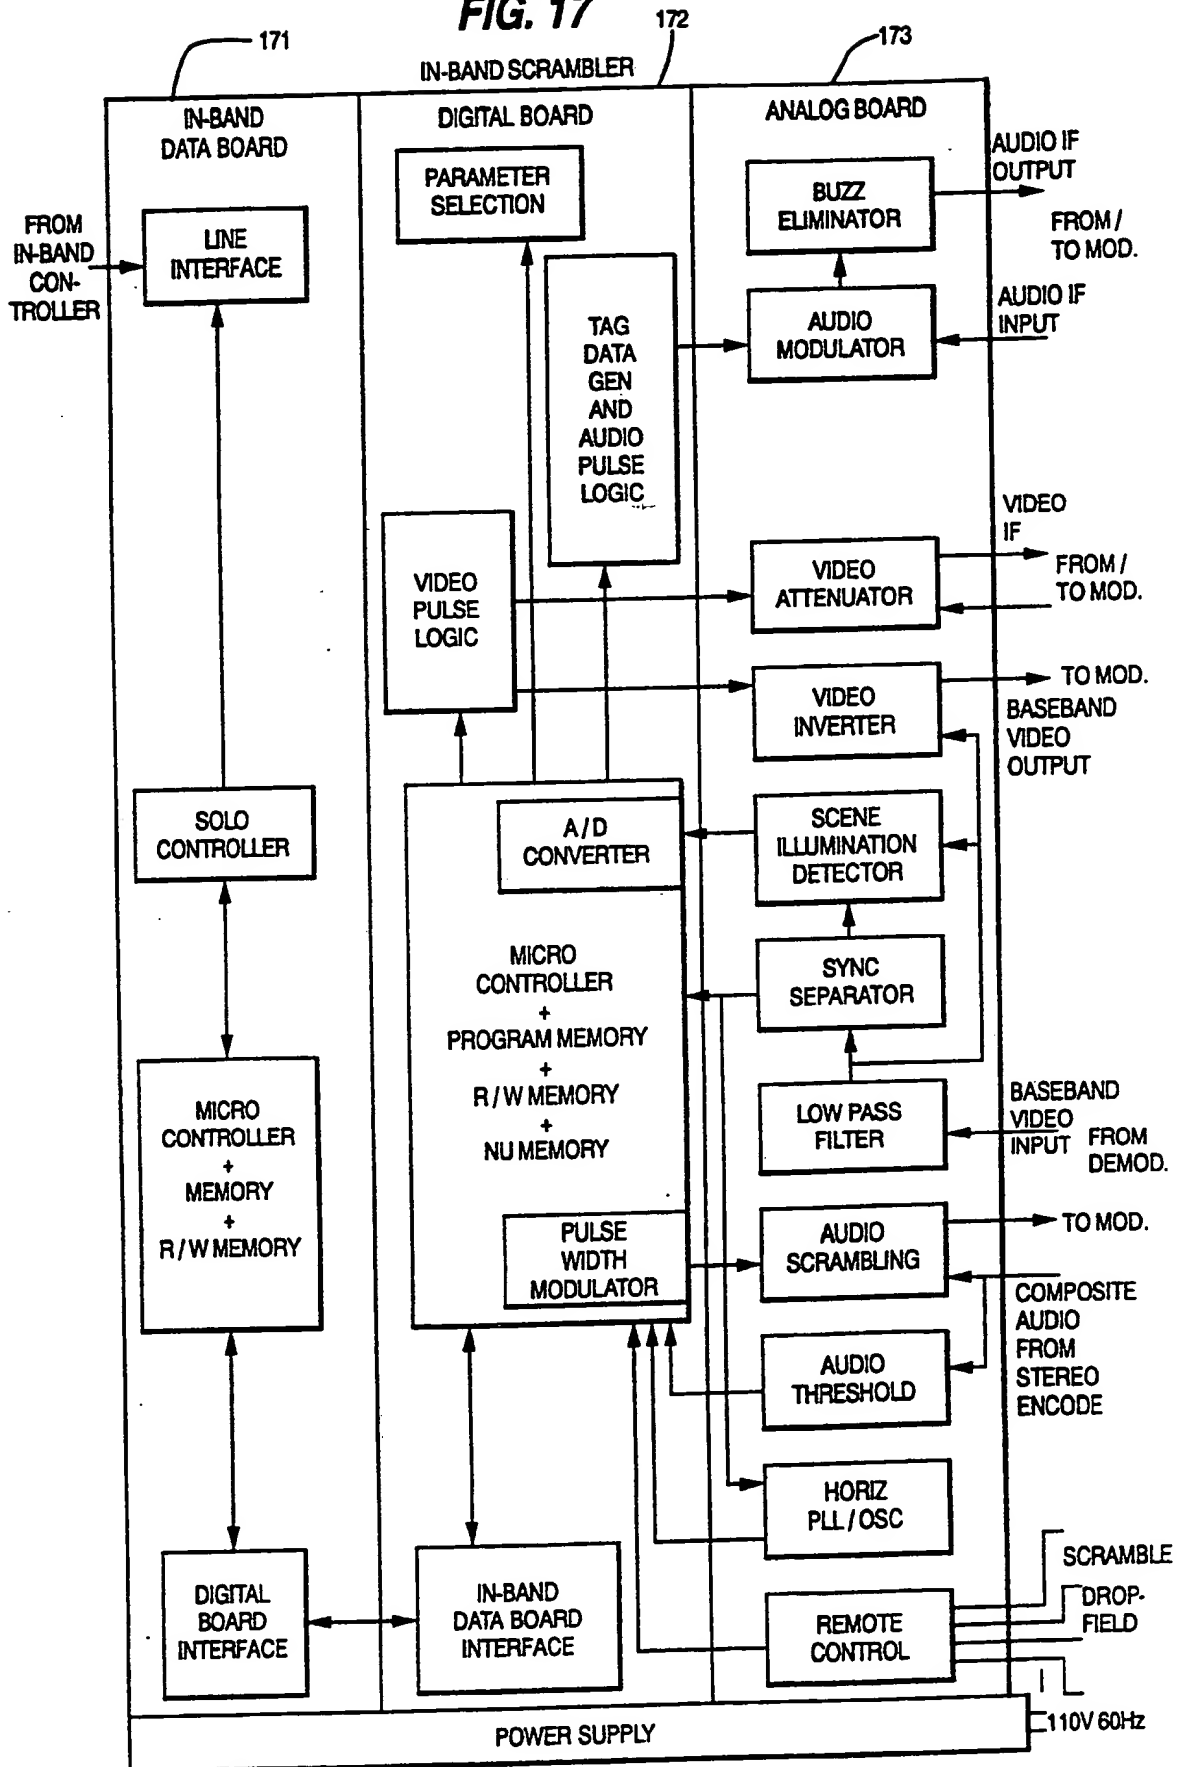 FIG. 17
171
172
173
IN-BAND SCRAMBLER
IN-BAND
DATA BOARD
DIGITAL BOARD
ANALOG BOARD
FROM
IN-BAND
CON-
TROLLER
LINE
INTERFACE
SOLO
CONTROLLER
MICRO
CONTROLLER
+
MEMORY
+
R / W MEMORY
DIGITAL
BOARD
INTERFACE
PARAMETER
SELECTION
TAG
DATA
GEN
AND
AUDIO
PULSE
LOGIC
VIDEO
PULSE
LOGIC
A / D
CONVERTER
MICRO
CONTROLLER
+
PROGRAM MEMORY
+
R / W MEMORY
+
NU MEMORY
PULSE
WIDTH
MODULATOR
IN-BAND
DATA BOARD
INTERFACE
BUZZ
ELIMINATOR
AUDIO
MODULATOR
VIDEO
ATTENUATOR
VIDEO
INVERTER
SCENE
ILLUMINATION
DETECTOR
SYNC
SEPARATOR
LOW PASS
FILTER
AUDIO
SCRAMBLING
AUDIO
THRESHOLD
HORIZ
PLL / OSC
REMOTE
CONTROL
AUDIO IF
OUTPUT
FROM /
TO MOD.
AUDIO IF
INPUT
VIDEO
IF
FROM /
TO MOD.
TO MOD.
BASEBAND
VIDEO
OUTPUT
BASEBAND
VIDEO
INPUT
FROM
DEMOD.
TO MOD.
COMPOSITE
AUDIO
FROM
STEREO
ENCODE
SCRAMBLE
DROP-
FIELD
110V 60Hz
POWER SUPPLY